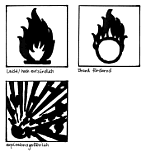 Leicht / hoch entzündlich
brand fördernd
explosionsgefährlich